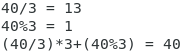 40/3 = 13
40%3 = 1
(40/3)*3+(40%3) = 40